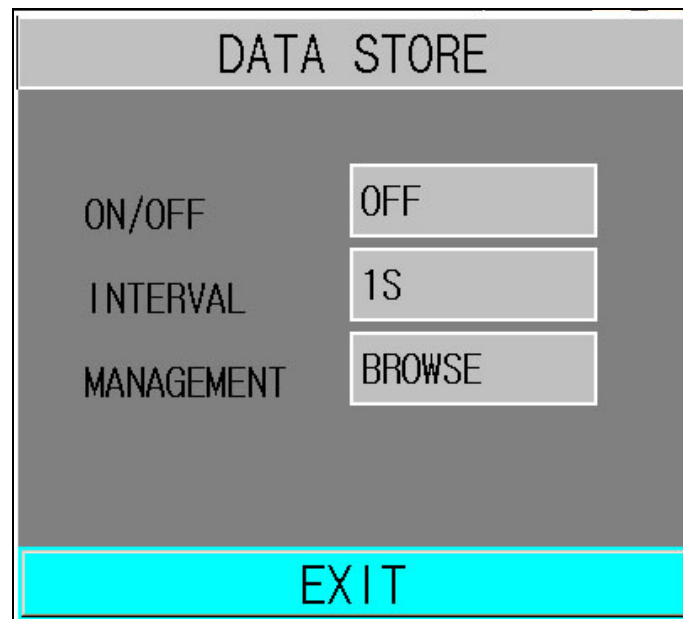 DATA STORE
ON/OFF OFF
INTERVAL 1S
MANAGEMENT BROWSE
EXIT